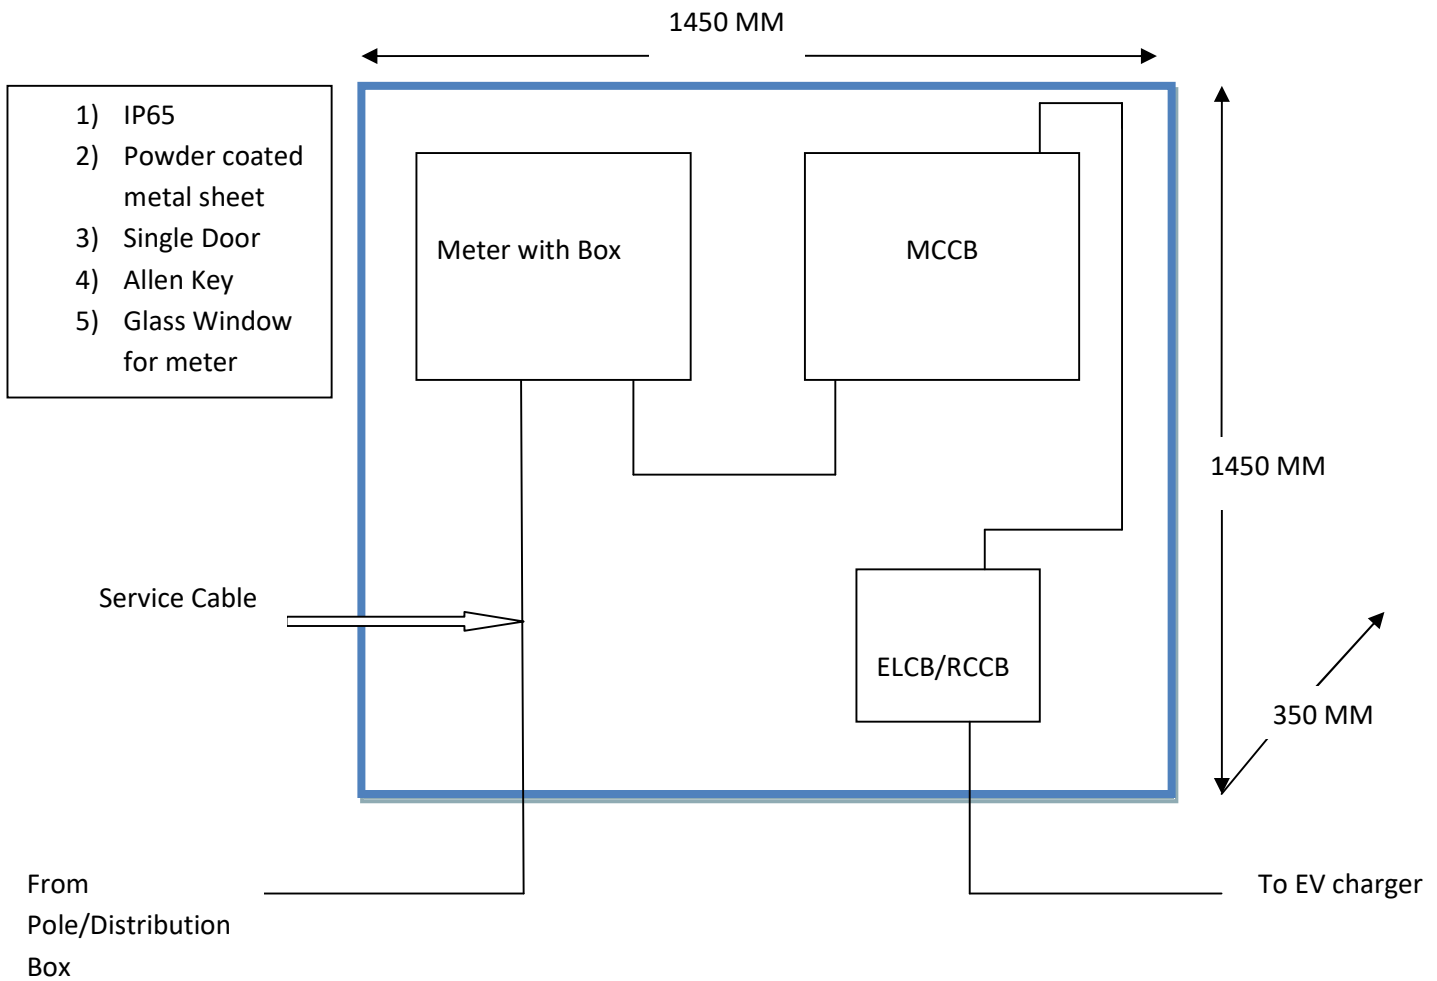 1450 MM
1) IP65
2) Powder coated
metal sheet
3) Single Door
4) Allen Key
5) Glass Window
for meter
Meter with Box
MCCB
1450 MM
Service Cable
ELCB/RCCB
350 MM
From
Pole/Distribution
Box
To EV charger